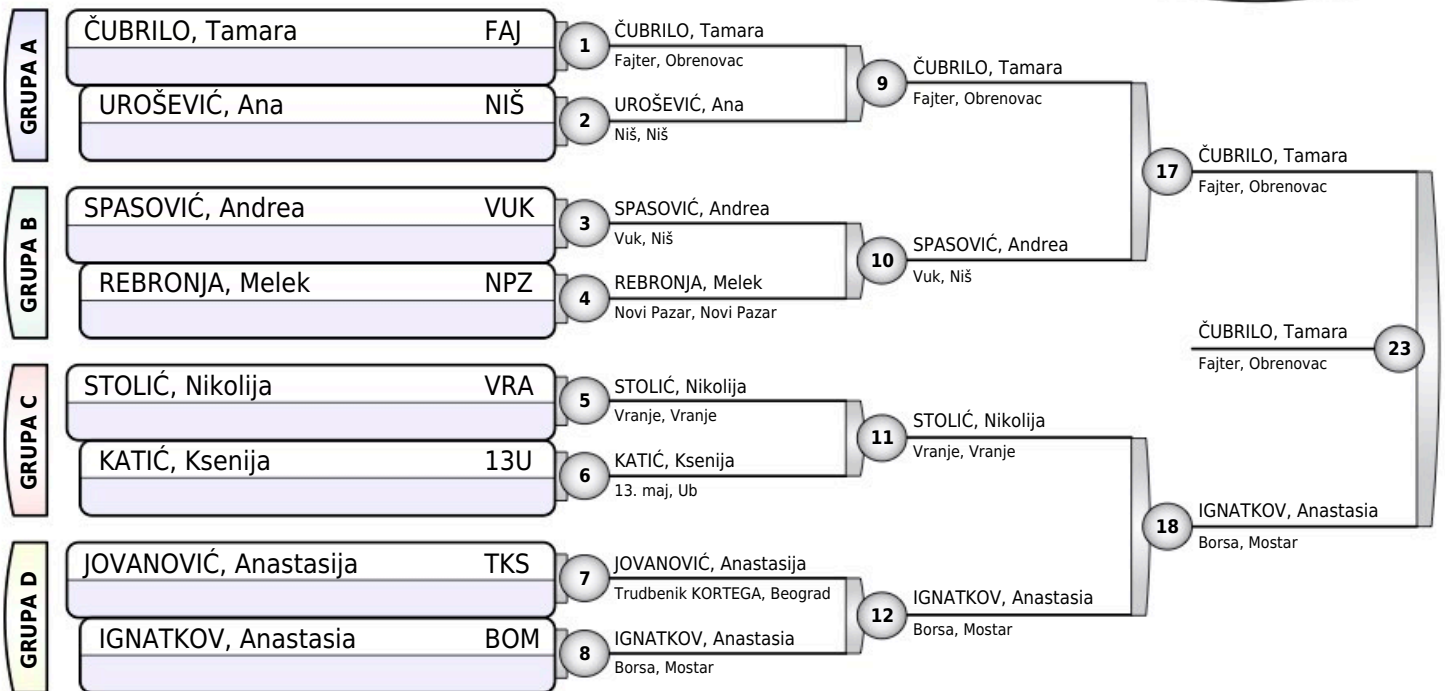 GRUPA A
ČUBRILO, Tamara FAJ
UROŠEVIĆ, Ana NIŠ
GRUPA B
SPASOVIĆ, Andrea VUK
REBRONJA, Melek NPZ
GRUPA C
STOLIĆ, Nikolija VRA
KATIĆ, Ksenija 13U
GRUPA D
JOVANOVIĆ, Anastasija TKS
IGNATKOV, Anastasia BOM
1
ČUBRILO, Tamara
Fajter, Obrenovac
2
UROŠEVIĆ, Ana
Niš, Niš
3
SPASOVIĆ, Andrea
Vuk, Niš
4
REBRONJA, Melek
Novi Pazar, Novi Pazar
5
STOLIĆ, Nikolija
Vranje, Vranje
6
KATIĆ, Ksenija
13. maj, Ub
7
JOVANOVIĆ, Anastasija
Trudbenik KORTEGA, Beograd
8
IGNATKOV, Anastasia
Borsa, Mostar
9
ČUBRILO, Tamara
Fajter, Obrenovac
10
SPASOVIĆ, Andrea
Vuk, Niš
11
STOLIĆ, Nikolija
Vranje, Vranje
12
IGNATKOV, Anastasia
Borsa, Mostar
17
ČUBRILO, Tamara
Fajter, Obrenovac
18
IGNATKOV, Anastasia
Borsa, Mostar
ČUBRILO, Tamara
Fajter, Obrenovac
23